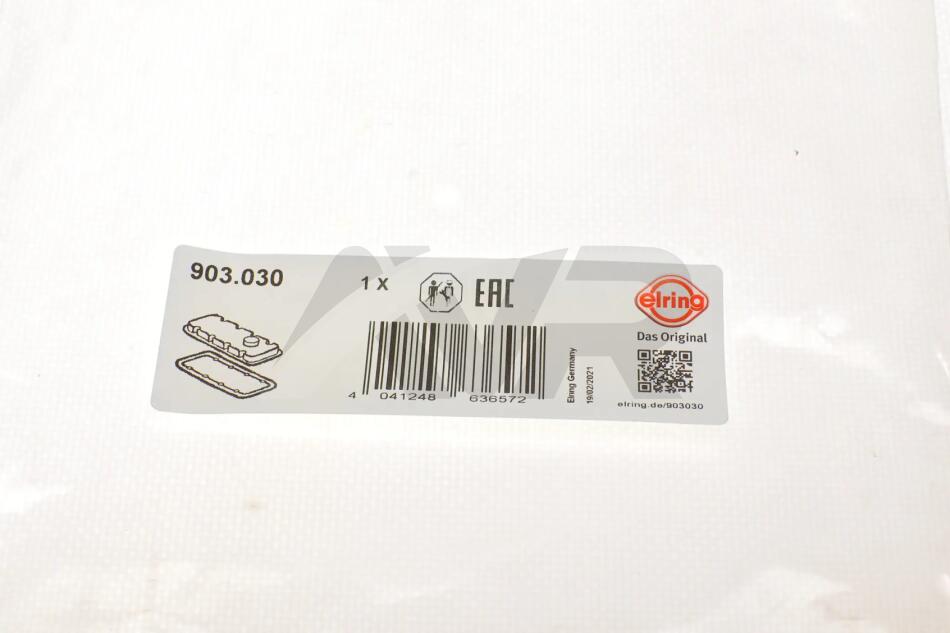 903.030
1 X
EAC
elring
Das Original
4 041248 636572
Elring Germany
19/02/2021
elring.de/903030